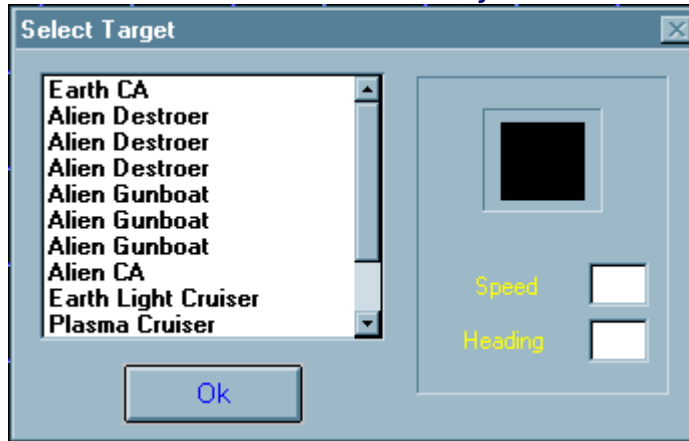 Select Target
Earth CA
Alien Destroer
Alien Destroer
Alien Destroer
Alien Gunboat
Alien Gunboat
Alien Gunboat
Alien CA
Earth Light Cruiser
Plasma Cruiser
Speed
Heading
Ok